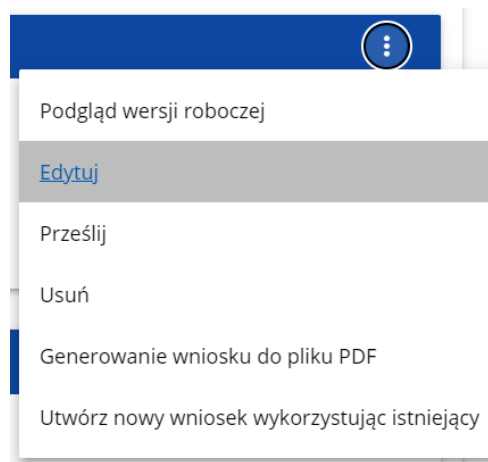 Podgląd wersji roboczej
Edytuj
Prześlij
Usuń
Generowanie wniosku do pliku PDF
Utwórz nowy wniosek wykorzystując istniejący